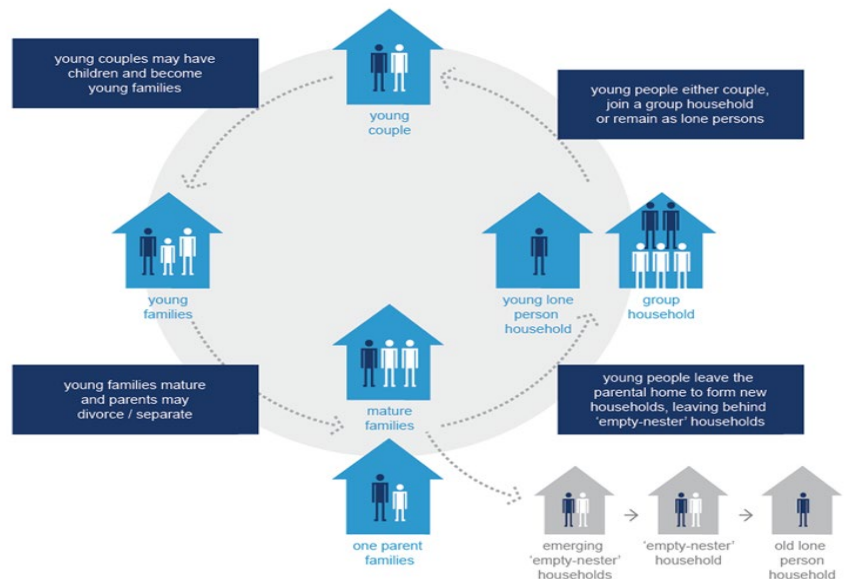 young couples may have
children and become
young families
young
couple
young people either couple,
join a group household
or remain as lone persons
young
families
young lone
person
household
group
household
young families mature
and parents may
divorce / separate
mature
families
young people leave the
parental home to form new
households, leaving behind
‘empty-nester’ households
one parent
families
emerging
‘empty-nester’
households
‘empty-nester’
household
old lone
person
household